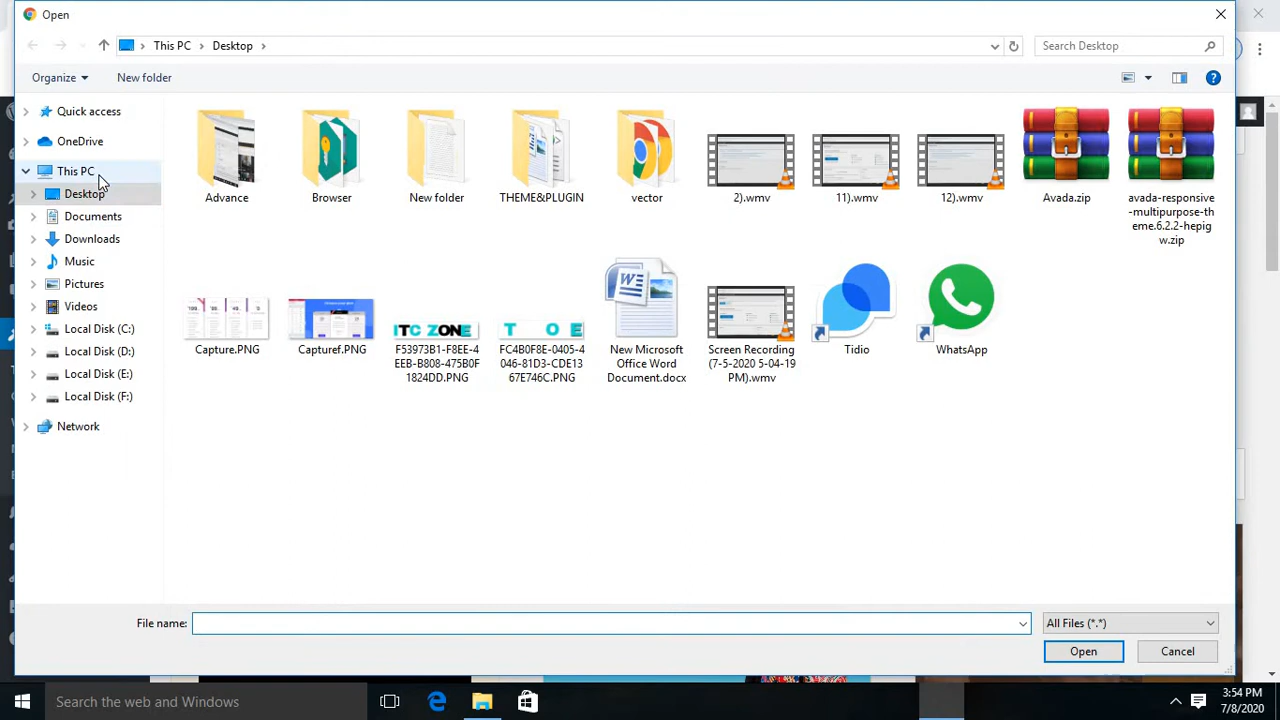 Open
This PC Desktop
Search Desktop
Organize New folder
Quick access
OneDrive
This PC
Desktop
Documents
Downloads
Music
Pictures
Videos
Local Disk (C:)
Local Disk (D:)
Local Disk (E:)
Local Disk (F:)
Network
Advance
Browser
New folder
THEME&PLUGIN
vector
2).wmv
11).wmv
12).wmv
Avada.zip
avada-responsive
-multipurpose-th
eme.6.2.2-hepig
w.zip
Capture.PNG
Capturef.PNG
ITC ZONE
F53973B1-F8EE-4
EEB-B808-475B0F
1824DD.PNG
T O E
FC4B0F8E-0405-4
046-81D3-CDE13
67E746C.PNG
New Microsoft
Office Word
Document.docx
Screen Recording
(7-5-2020 5-04-19
PM).wmv
Tidio
WhatsApp
File name:
All Files (*.*)
Open Cancel
Search the web and Windows
3:54 PM
7/8/2020